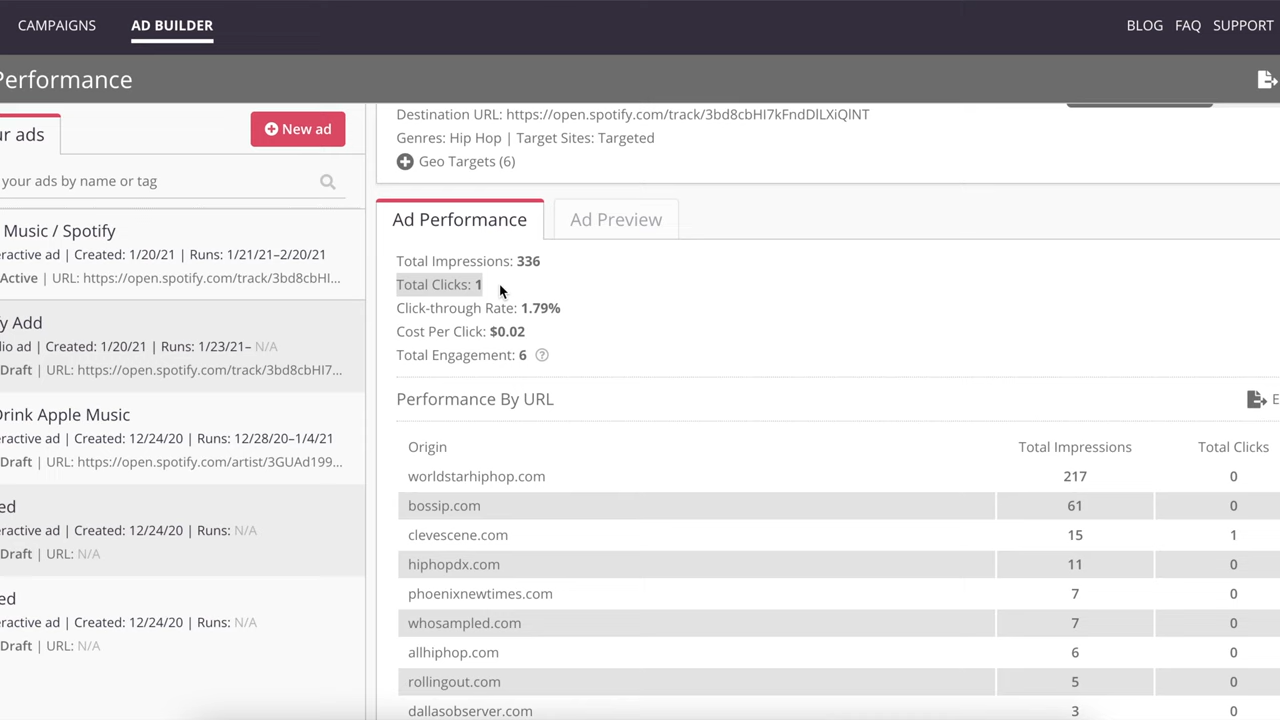 CAMPAIGNS AD BUILDER BLOG FAQ SUPPORT
Performance
ur ads
New ad
your ads by name or tag
Music / Spotify
eractive ad | Created: 1/20/21 | Runs: 1/21/21–2/20/21
Active | URL: https://open.spotify.com/track/3bd8cbHI...
y Add
dio ad | Created: 1/20/21 | Runs: 1/23/21– N/A
Draft | URL: https://open.spotify.com/track/3bd8cbHI7...
Drink Apple Music
eractive ad | Created: 12/24/20 | Runs: 12/28/20–1/4/21
Draft | URL: https://open.spotify.com/artist/3GUAd199...
ed
eractive ad | Created: 12/24/20 | Runs: N/A
Draft | URL: N/A
ed
eractive ad | Created: 12/24/20 | Runs: N/A
Draft | URL: N/A
Destination URL: https://open.spotify.com/track/3bd8cbHI7kFndDlLXiQlNT
Genres: Hip Hop | Target Sites: Targeted
Geo Targets (6)
Ad Performance Ad Preview
Total Impressions: 336
Total Clicks: 1
Click-through Rate: 1.79%
Cost Per Click: $0.02
Total Engagement: 6 ?
Performance By URL E
Origin Total Impressions Total Clicks
worldstarhiphop.com 217 0
bossip.com 61 0
clevescene.com 15 1
hiphopdx.com 11 0
phoenixnewtimes.com 7 0
whosampled.com 7 0
allhiphop.com 6 0
rollingout.com 5 0
dallasobserver.com 3 0